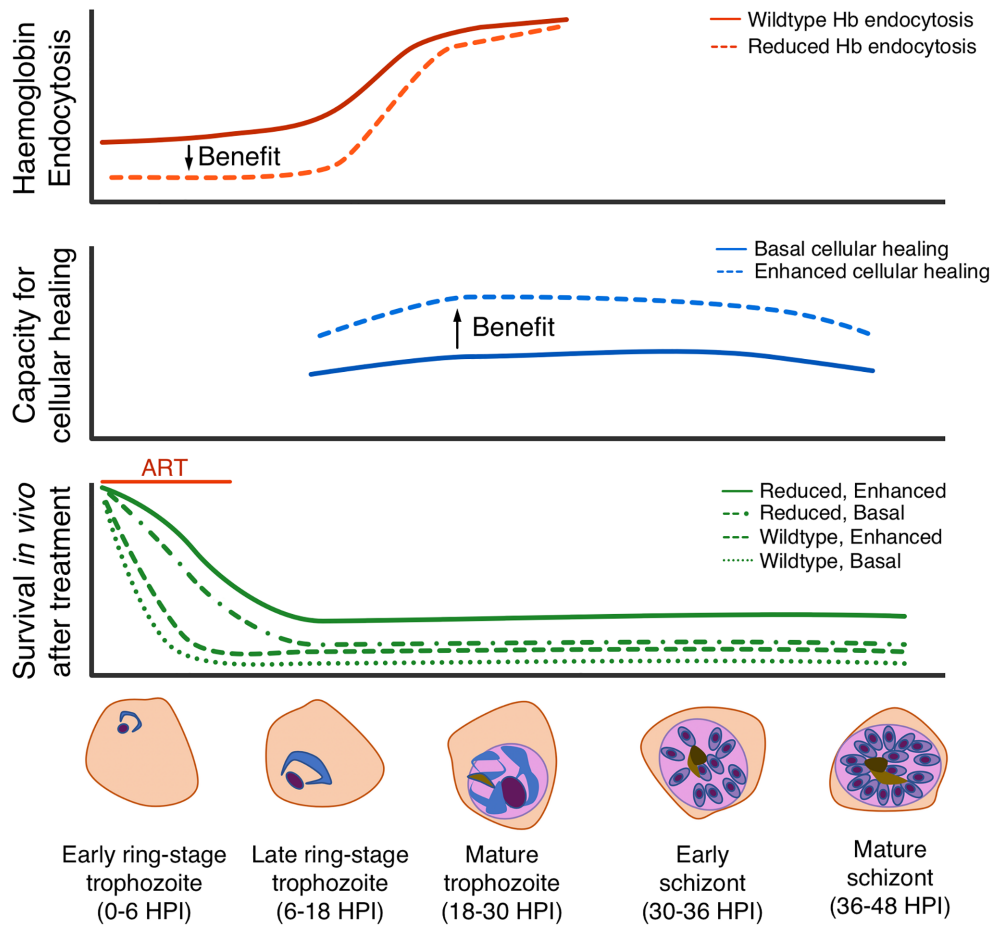 Haemoglobin
Endocytosis
Wildtype Hb endocytosis
Reduced Hb endocytosis
Benefit
Capacity for
cellular healing
Basal cellular healing
Enhanced cellular healing
Benefit
Survival in vivo
after treatment
ART
Reduced, Enhanced
Reduced, Basal
Wildtype, Enhanced
Wildtype, Basal
Early ring-stage
trophozoite
(0-6 HPI)
Late ring-stage
trophozoite
(6-18 HPI)
Mature
trophozoite
(18-30 HPI)
Early
schizont
(30-36 HPI)
Mature
schizont
(36-48 HPI)